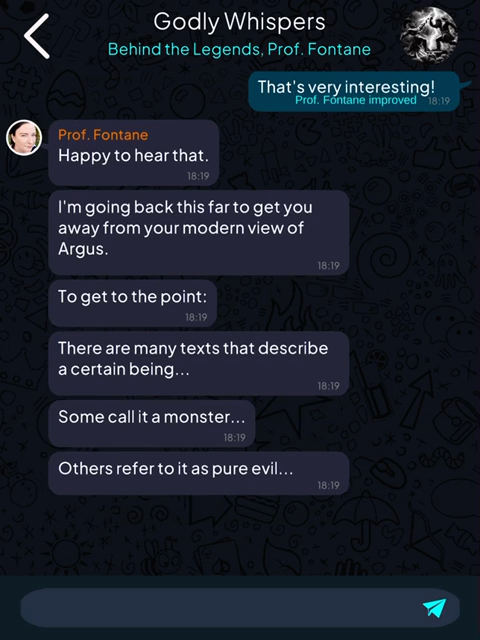 Godly Whispers
Behind the Legends, Prof. Fontane
That's very interesting!
Prof. Fontane improved 18:19
Prof. Fontane
Happy to hear that.
18:19
I'm going back this far to get you
away from your modern view of
Argus.
18:19
To get to the point:
18:19
There are many texts that describe
a certain being...
18:19
Some call it a monster...
18:19
Others refer to it as pure evil...
18:19